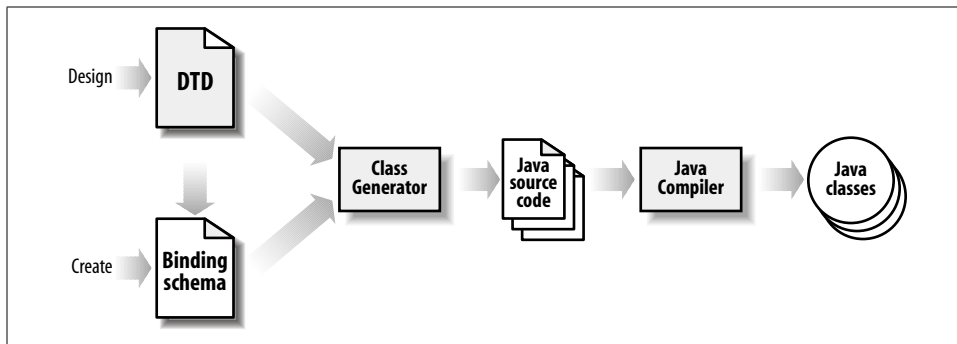 Design
DTD
Class
Generator
Java
source
code
Java
Compiler
Java
classes
Create
Binding
schema